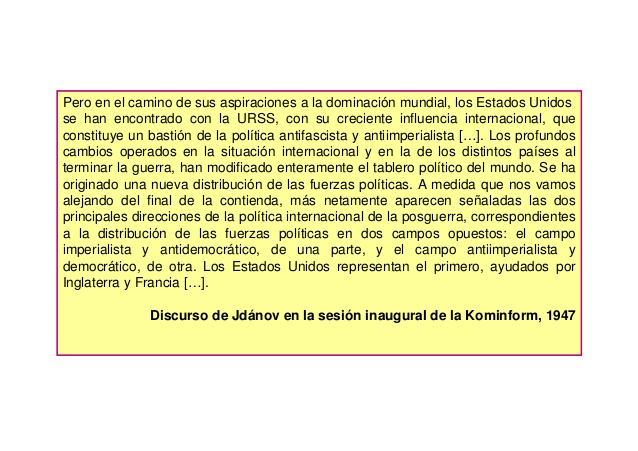 Pero en el camino de sus aspiraciones a la dominación mundial, los Estados Unidos
se han encontrado con la URSS, con su creciente influencia internacional, que
constituye un bastión de la política antifascista y antiimperialista […]. Los profundos
cambios operados en la situación internacional y en la de los distintos países al
terminar la guerra, han modificado enteramente el tablero político del mundo. Se ha
originado una nueva distribución de las fuerzas políticas. A medida que nos vamos
alejando del final de la contienda, más netamente aparecen señaladas las dos
principales direcciones de la política internacional de la posguerra, correspondientes
a la distribución de las fuerzas políticas en dos campos opuestos: el campo
imperialista y antidemocrático, de una parte, y el campo antiimperialista y
democrático, de otra. Los Estados Unidos representan el primero, ayudados por
Inglaterra y Francia […].
Discurso de Jdánov en la sesión inaugural de la Kominform, 1947